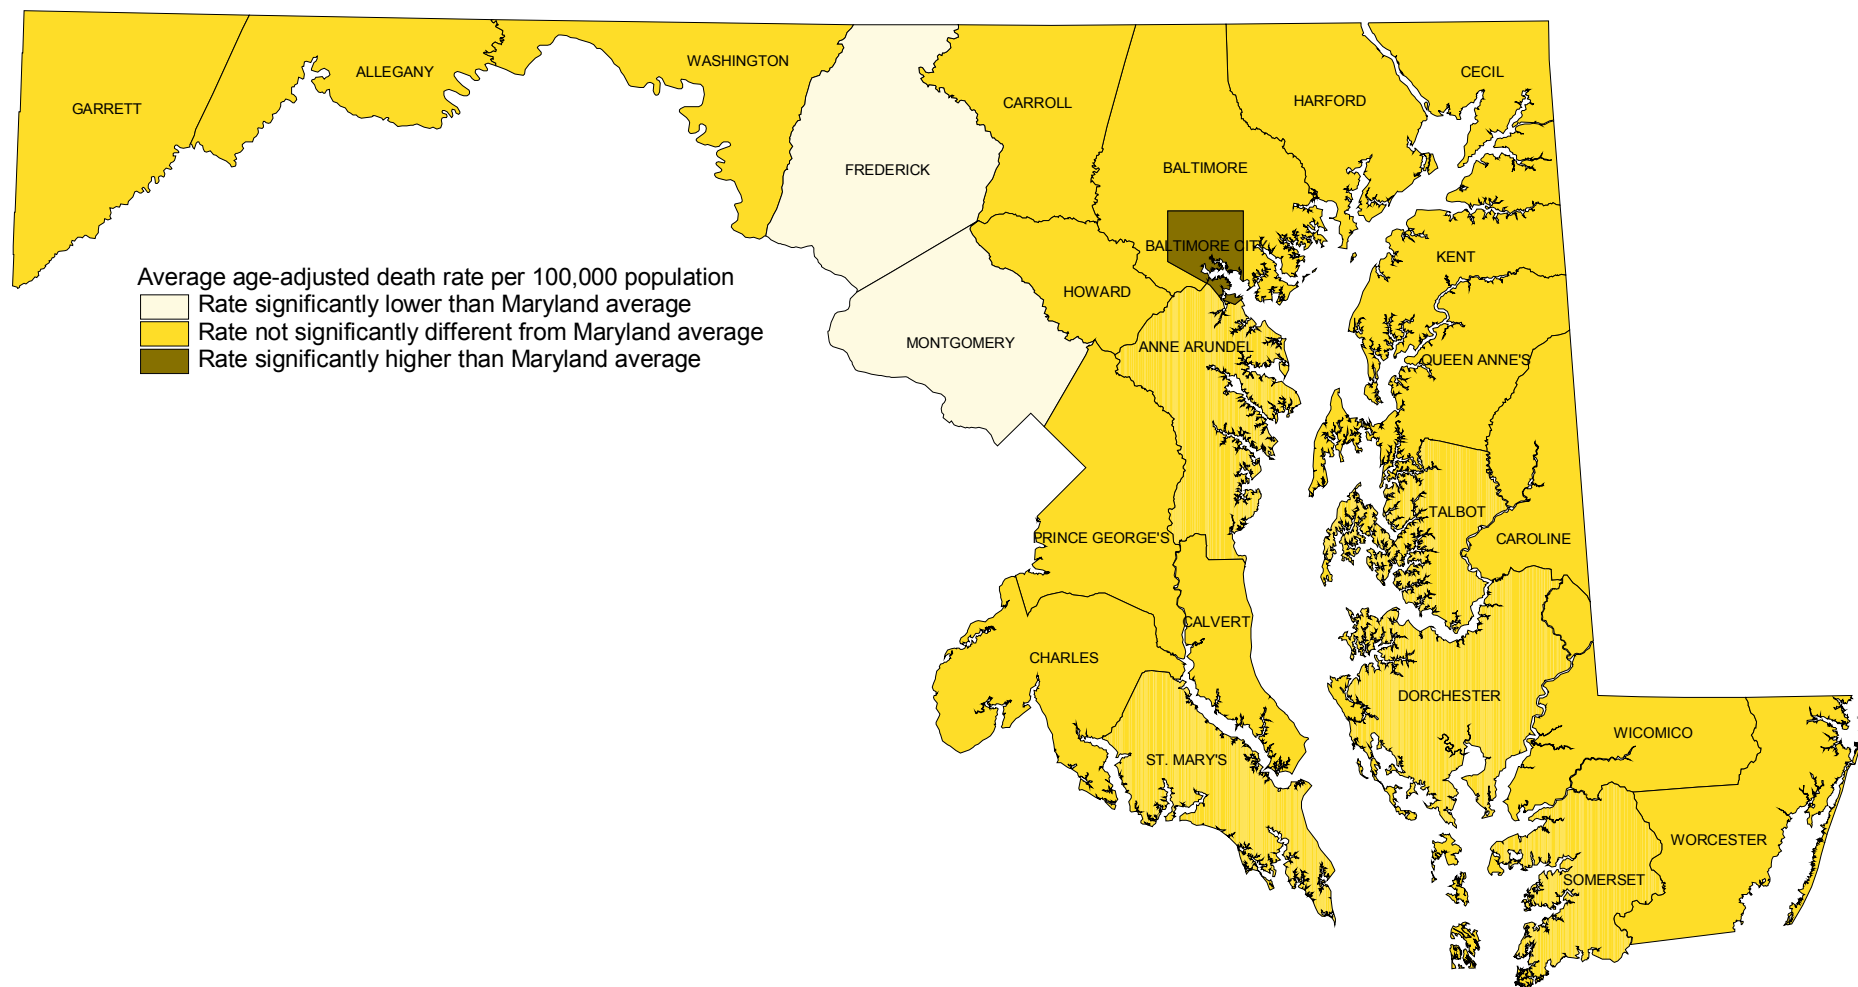 WASHINGTON
ALLEGANY
CECIL
GARRETT
CARROLL
HARFORD
FREDERICK
BALTIMORE
BALTIMORE CITY
KENT
Average age-adjusted death rate per 100,000 population
Rate significantly lower than Maryland average
HOWARD
Rate not significantly different from Maryland average
MONTGOMERY
ANNE ARUNDEL
Rate significantly higher than Maryland average
QUEEN ANNE'S
TALBOT
PRINCE GEORGE'S
CAROLINE
CALVERT
CHARLES
DORCHESTER
WICOMICO
ST. MARY'S
WORCESTER
SOMERSET